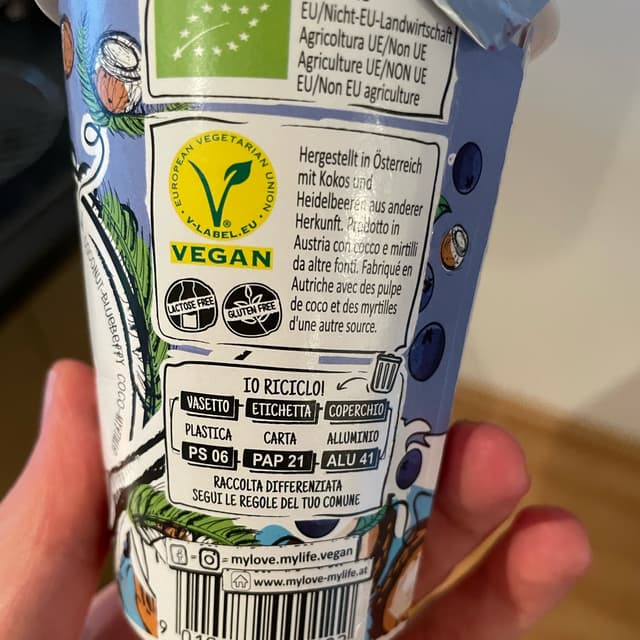 EU/Nicht-EU-Landwirtschaft
Agricoltura UE/Non UE
Agriculture UE/NON UE
EU/Non EU agriculture
EUROPEAN VEGETARIAN UNION
V-LABEL.EU
VEGAN
LACTOSE FREE
GLUTEN FREE
Hergestellt in Österreich
mit Kokos und
Heidelbeeren aus anderer
Herkunft. Prodotto in
Austria con cocco e mirtilli
da altre fonti. Fabriqué en
Autriche avec des pulpe
de coco et des myrtilles
d'une autre source.
COCONUT-BLUEBERRY
IO RICICLO!
VASETTO ETICHETTA COPERCHIO
PLASTICA CARTA ALLUMINIO
PS 06 PAP 21 ALU 41
RACCOLTA DIFFERENZIATA
SEGUI LE REGOLE DEL TUO COMUNE
mylove.mylife.vegan
www.mylove-mylife.at